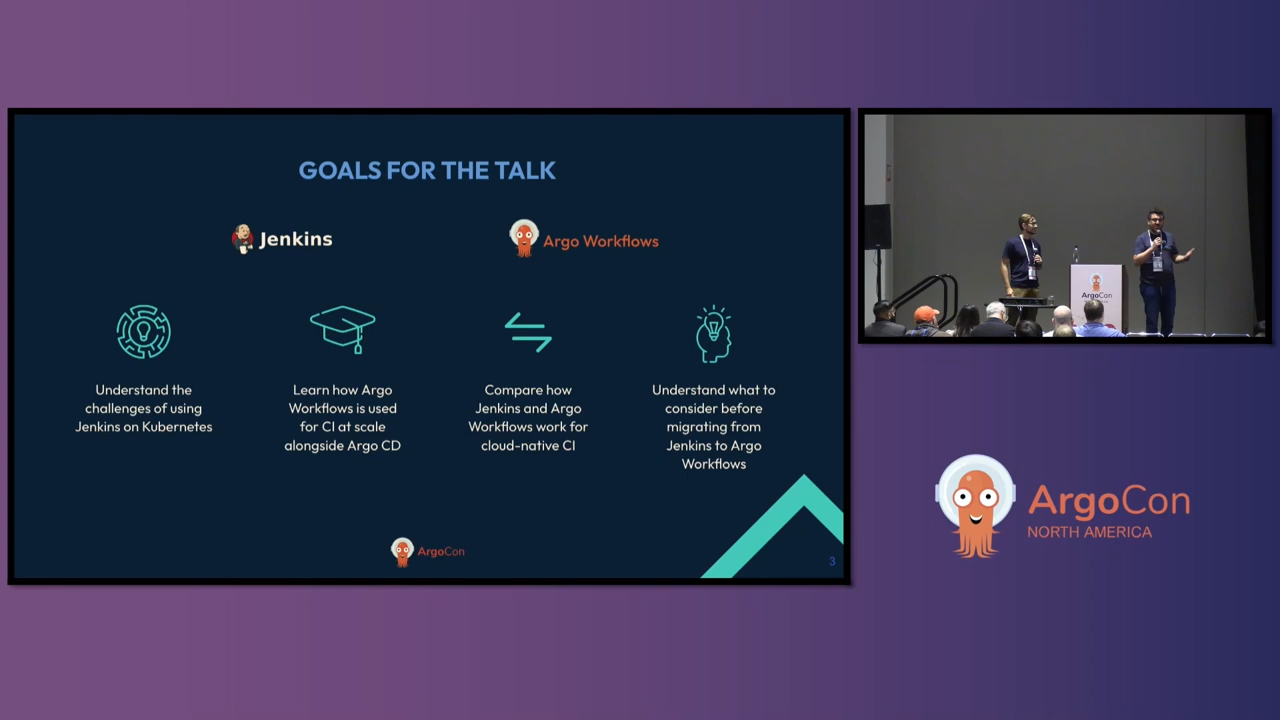 GOALS FOR THE TALK
Jenkins
Argo Workflows
Understand the
challenges of using
Jenkins on Kubernetes
Learn how Argo
Workflows is used
for CI at scale
alongside Argo CD
Compare how
Jenkins and Argo
Workflows work for
cloud-native CI
Understand what to
consider before
migrating from
Jenkins to Argo
Workflows
ArgoCon
3
ArgoCon
ArgoCon
NORTH AMERICA